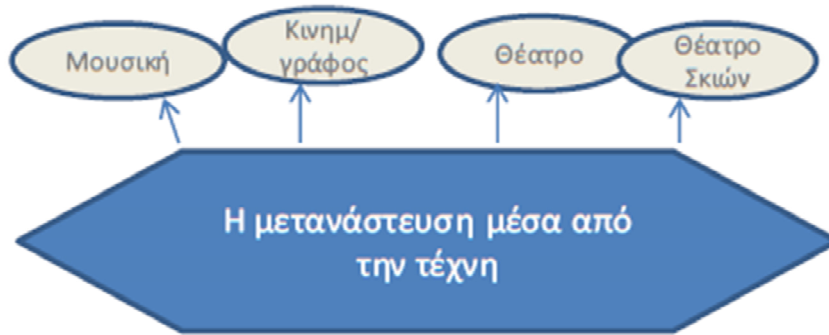 Μουσική
Κινημ/
γράφος
Θέατρο
Θέατρο
Σκιών
Η μετανάστευση μέσα από
την τέχνη